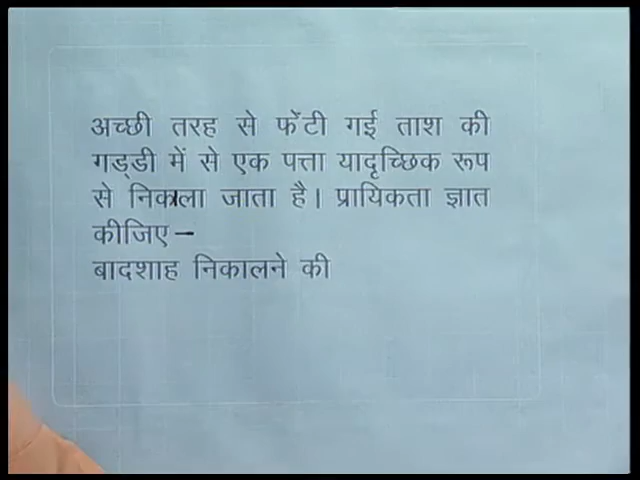 अच्छी तरह से फेंटी गई ताश की
गड्डी में से एक पत्ता यादृच्छिक रूप
से निकाला जाता है। प्रायिकता ज्ञात
कीजिए –
बादशाह निकालने की